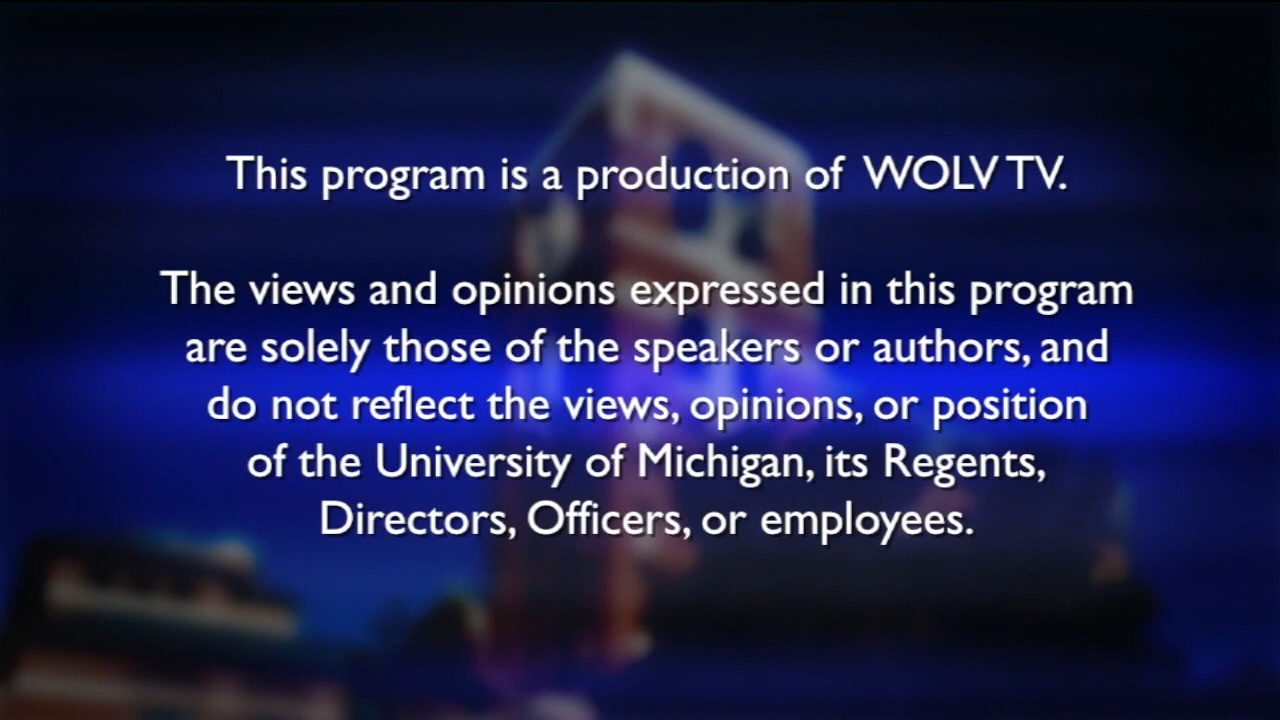 This program is a production of WOLV TV.
The views and opinions expressed in this program
are solely those of the speakers or authors, and
do not reflect the views, opinions, or position
of the University of Michigan, its Regents,
Directors, Officers, or employees.